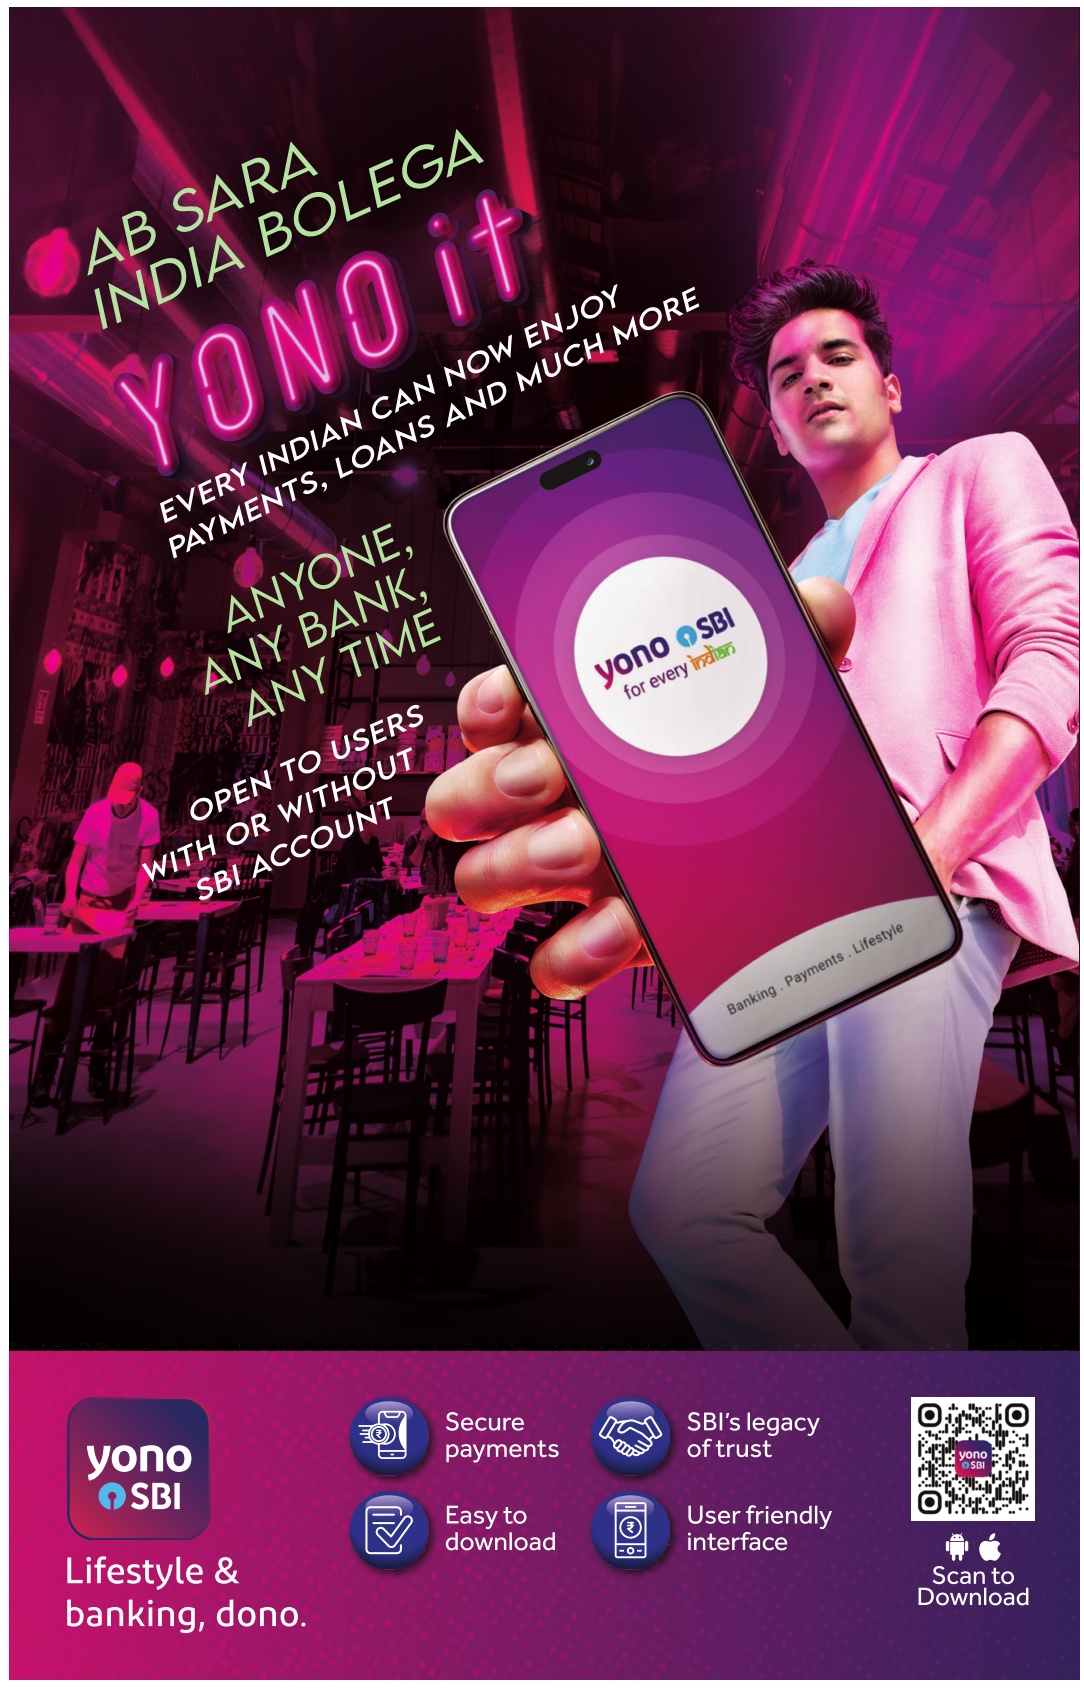 AB SARA
INDIA BOLEGA
YONO it
EVERY INDIAN CAN NOW ENJOY
PAYMENTS, LOANS AND MUCH MORE
ANYONE,
ANY BANK,
ANY TIME
OPEN TO USERS
WITH OR WITHOUT
SBI ACCOUNT
yono SBI
for every indian
Banking . Payments . Lifestyle
yono
SBI
Lifestyle &
banking, dono.
Secure
payments
SBI's legacy
of trust
Easy to
download
User friendly
interface
yono
SBI
Scan to
Download